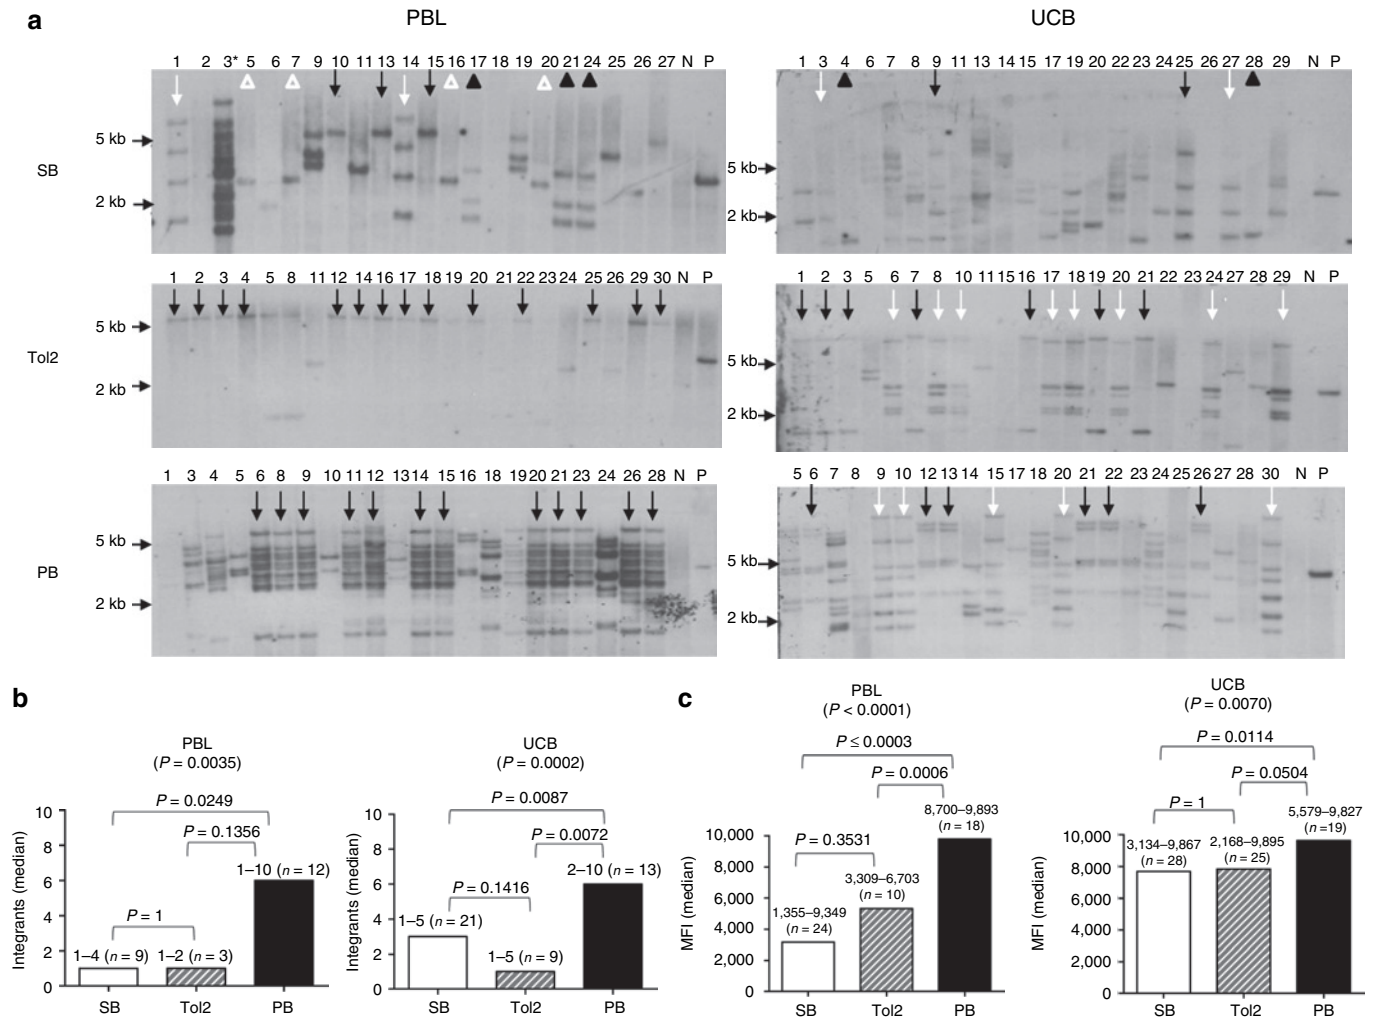 a
PBL
UCB
1 2 3* 5 6 7 9 10 11 13 14 15 16 17 18 19 20 21 24 25 26 27 N P
1 3 4 6 7 8 9 11 13 14 15 17 19 20 22 23 24 25 26 27 28 29 N P
5 kb
SB
2 kb
5 kb
2 kb
1 2 3 4 5 8 11 12 14 16 17 18 19 20 21 22 23 24 25 26 29 30 N P
1 2 3 5 6 7 8 10 11 15 16 17 18 19 20 21 22 23 24 27 28 29 N P
5 kb
Tol2
2 kb
5 kb
2 kb
1 3 4 5 6 8 9 10 11 12 13 14 15 16 18 19 20 21 23 24 26 28 N P
5 6 7 8 9 10 12 13 14 15 17 18 20 21 22 23 24 25 26 27 28 30 N P
5 kb
PB
2 kb
5 kb
2 kb
b
PBL
(P = 0.0035)
P = 0.0249
P = 0.1356
1–10 (n = 12)
P = 1
1–4 (n = 9)
1–2 (n = 3)
Integrants (median)
10
8
6
4
2
0
SB Tol2 PB
UCB
(P = 0.0002)
P = 0.0087
P = 0.0072
2–10 (n = 13)
P = 0.1416
1–5 (n = 21)
1–5 (n = 9)
Integrants (median)
10
8
6
4
2
0
SB Tol2 PB
c
PBL
(P < 0.0001)
P ≤ 0.0003
P = 0.0006
8,700–9,893
(n = 18)
P = 0.3531
3,309–6,703
(n = 10)
1,355–9,349
(n = 24)
MFI (median)
10,000
8,000
6,000
4,000
2,000
0
SB Tol2 PB
UCB
(P = 0.0070)
P = 0.0114
P = 0.0504
5,579–9,827
(n =19)
P = 1
3,134–9,867
(n = 28)
2,168–9,895
(n = 25)
MFI (median)
10,000
8,000
6,000
4,000
2,000
0
SB Tol2 PB